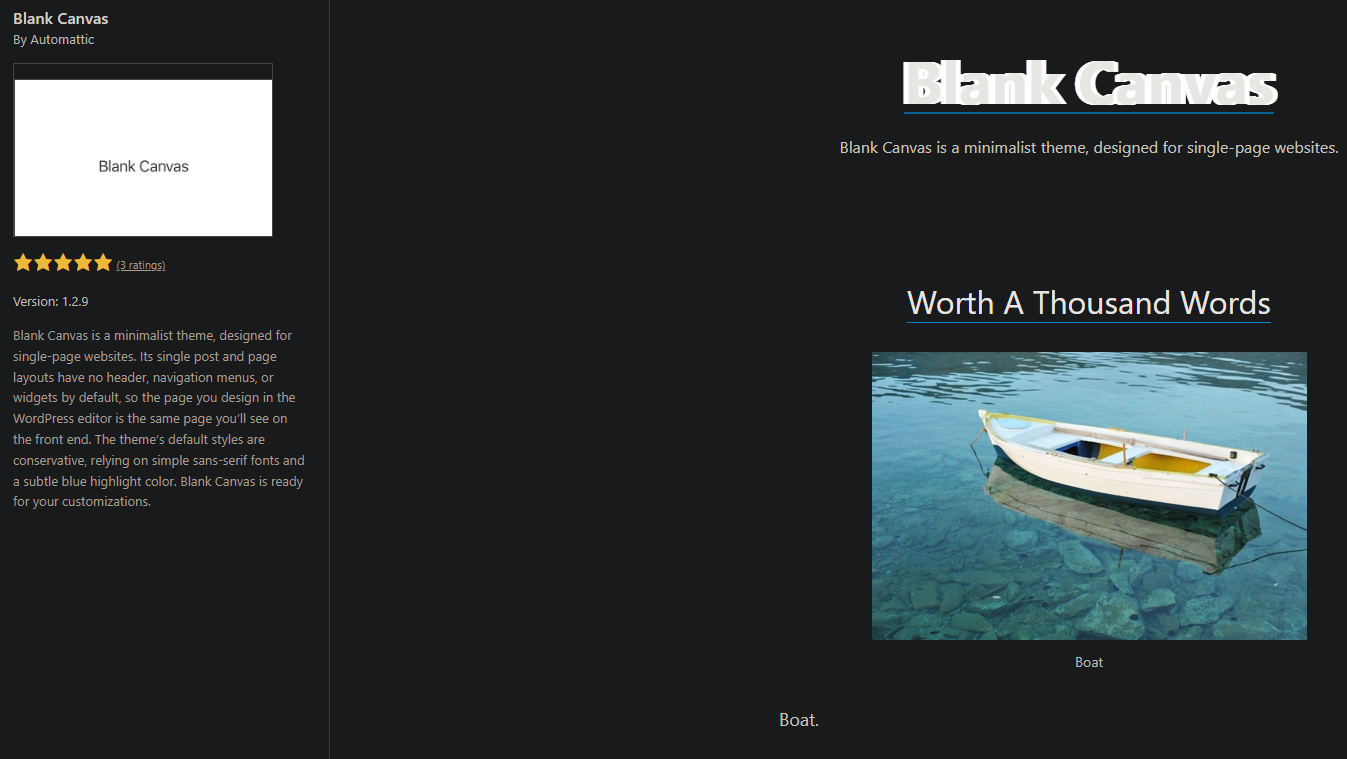 Blank Canvas
By Automattic
Blank Canvas
(3 ratings)
Version: 1.2.9
Blank Canvas is a minimalist theme, designed for
single-page websites. Its single post and page
layouts have no header, navigation menus, or
widgets by default, so the page you design in the
WordPress editor is the same page you'll see on
the front end. The theme's default styles are
conservative, relying on simple sans-serif fonts and
a subtle blue highlight color. Blank Canvas is ready
for your customizations.
Blank Canvas
Blank Canvas is a minimalist theme, designed for single-page websites.
Worth A Thousand Words
Boat
Boat.